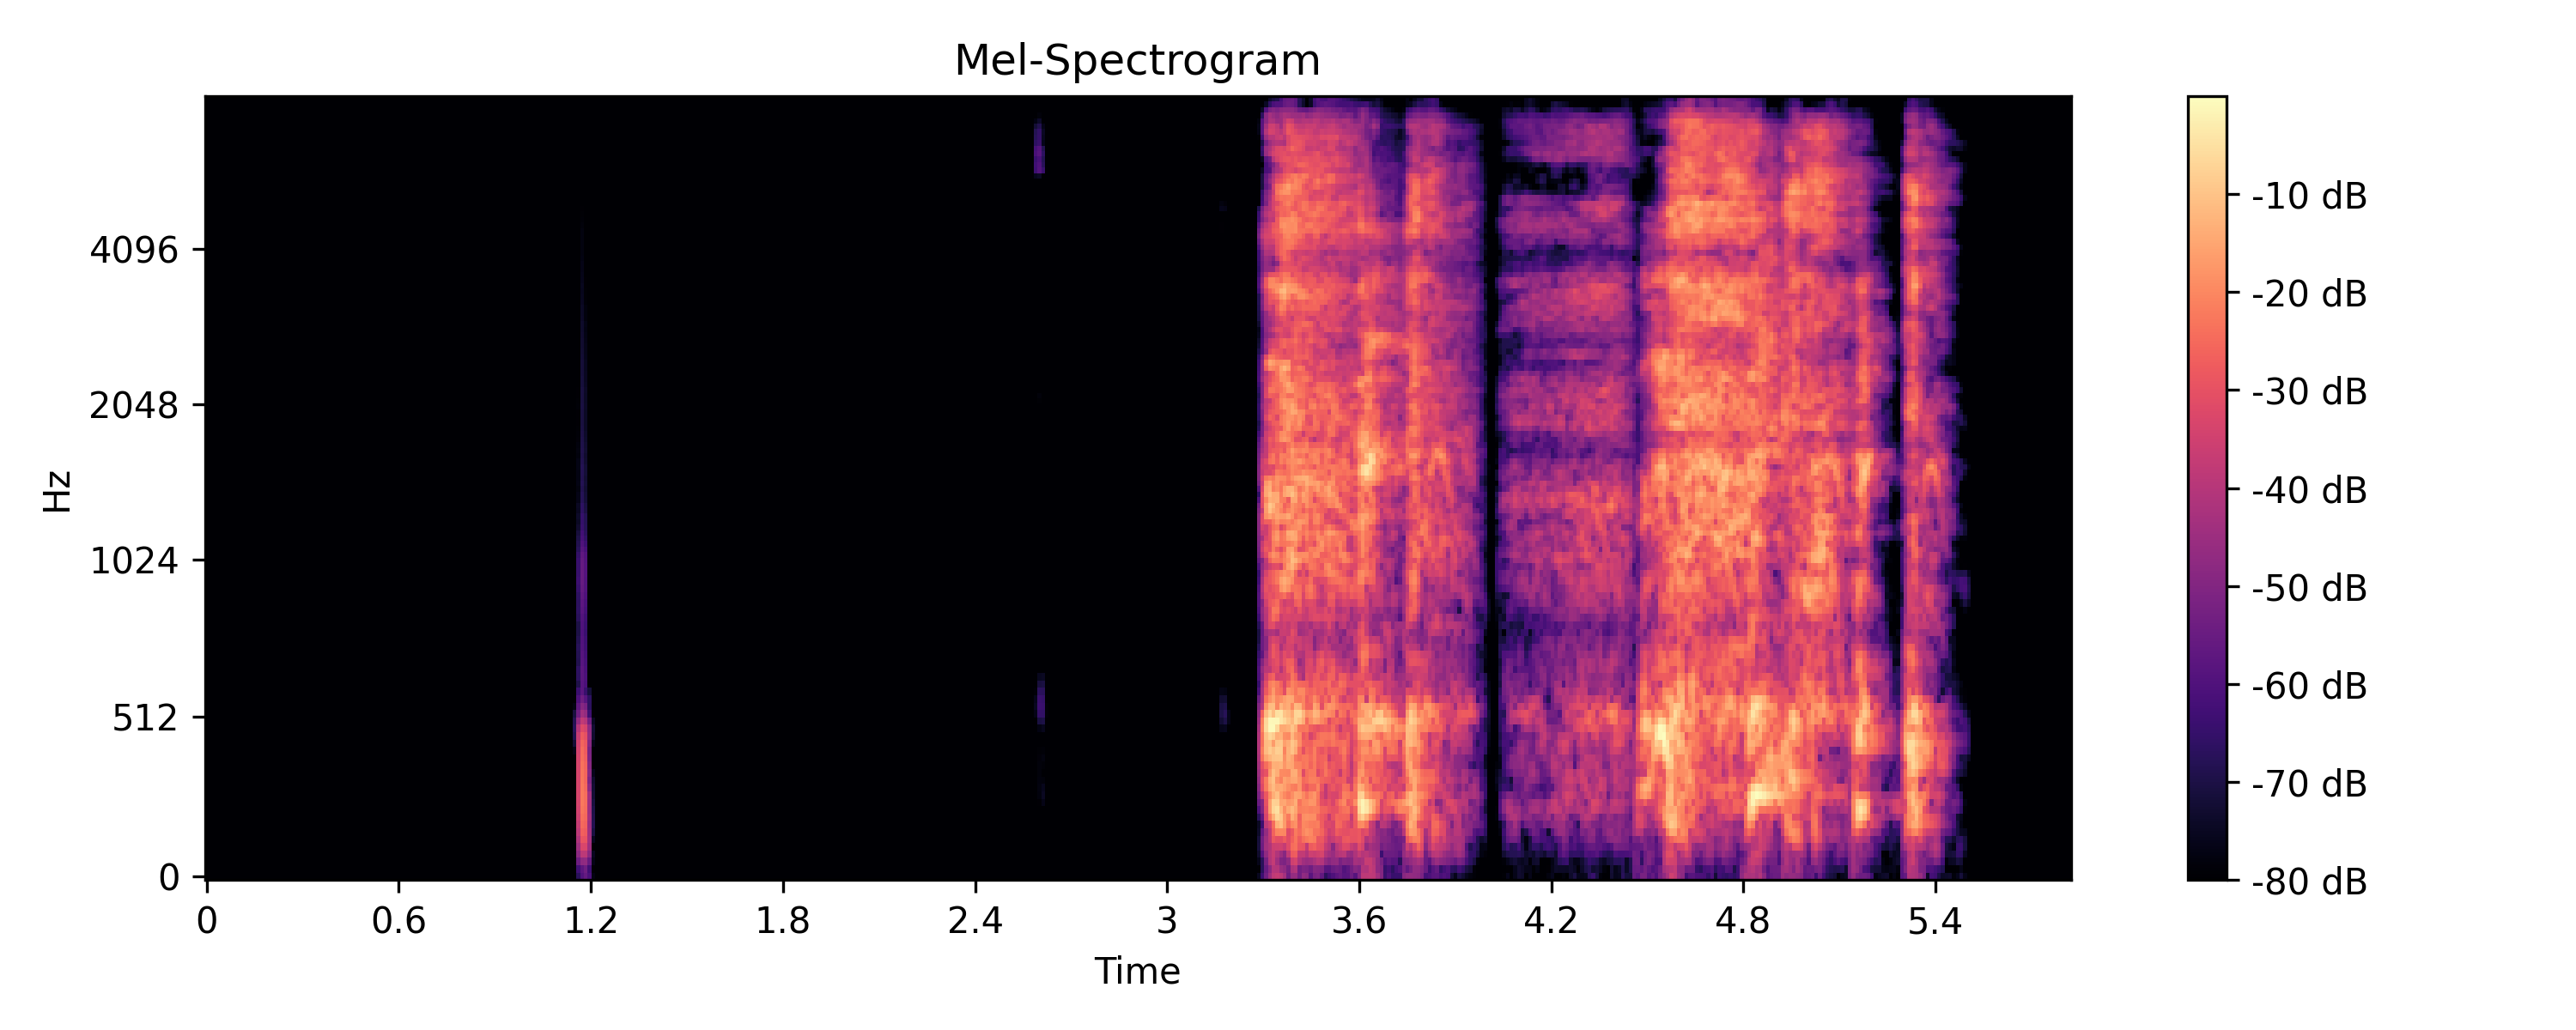 Mel-Spectrogram
Hz
4096
2048
1024
512
0
0 0.6 1.2 1.8 2.4 3 3.6 4.2 4.8 5.4
Time
-10 dB
-20 dB
-30 dB
-40 dB
-50 dB
-60 dB
-70 dB
-80 dB